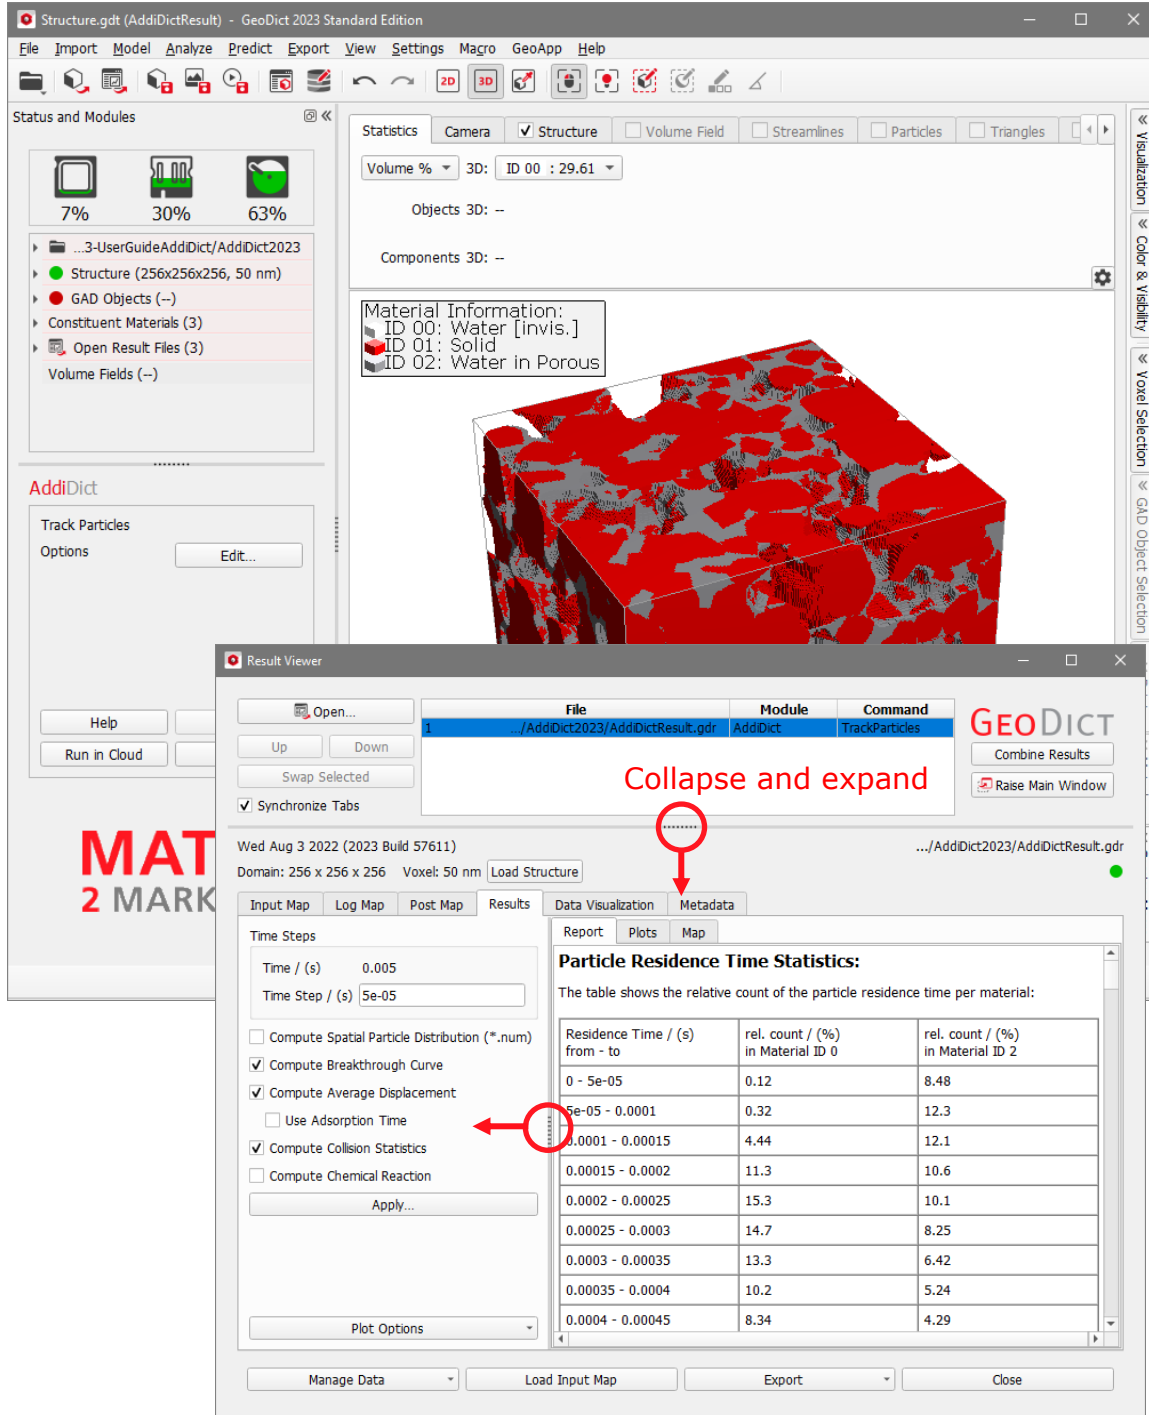 Structure.gdt (AddiDictResult) - GeoDict 2023 Standard Edition
File Import Model Analyze Predict Export View Settings Macro GeoApp Help
2D 3D
Status and Modules
7% 30% 63%
...3-UserGuideAddiDict/AddiDict2023
Structure (256x256x256, 50 nm)
GAD Objects (--)
Constituent Materials (3)
Open Result Files (3)
Volume Fields (--)
Statistics Camera Structure Volume Field Streamlines Particles Triangles
Volume % 3D: ID 00 : 29.61
Objects 3D: --
Components 3D: --
Material Information:
ID 00: Water [invis.]
ID 01: Solid
ID 02: Water in Porous
Visualization
Color & Visibility
Voxel Selection
GAD Object Selection
AddiDict
Track Particles
Options Edit...
Help
Run in Cloud
MAT
2 MARK
Result Viewer
Open...
Up Down
Swap Selected
Synchronize Tabs
File Module Command
1 .../AddiDict2023/AddiDictResult.gdr AddiDict TrackParticles
GEODICT
Combine Results
Raise Main Window
Collapse and expand
Wed Aug 3 2022 (2023 Build 57611)
.../AddiDict2023/AddiDictResult.gdr
Domain: 256 x 256 x 256 Voxel: 50 nm Load Structure
Input Map Log Map Post Map Results Data Visualization Metadata
Time Steps
Time / (s) 0.005
Time Step / (s) 5e-05
Compute Spatial Particle Distribution (*.num)
Compute Breakthrough Curve
Compute Average Displacement
Use Adsorption Time
Compute Collision Statistics
Compute Chemical Reaction
Apply...
Plot Options
Report Plots Map
Particle Residence Time Statistics:
The table shows the relative count of the particle residence time per material:
Residence Time / (s) rel. count / (%) rel. count / (%)
from - to in Material ID 0 in Material ID 2
0 - 5e-05 0.12 8.48
5e-05 - 0.0001 0.32 12.3
0.0001 - 0.00015 4.44 12.1
0.00015 - 0.0002 11.3 10.6
0.0002 - 0.00025 15.3 10.1
0.00025 - 0.0003 14.7 8.25
0.0003 - 0.00035 13.3 6.42
0.00035 - 0.0004 10.2 5.24
0.0004 - 0.00045 8.34 4.29
Manage Data Load Input Map Export Close